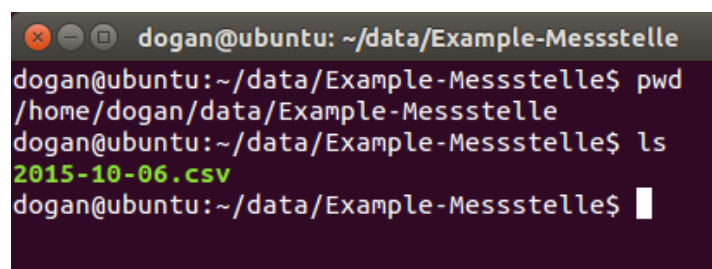 dogan@ubuntu: ~/data/Example-Messstelle
dogan@ubuntu:~/data/Example-Messstelle$ pwd
/home/dogan/data/Example-Messstelle
dogan@ubuntu:~/data/Example-Messstelle$ ls
2015-10-06.csv
dogan@ubuntu:~/data/Example-Messstelle$